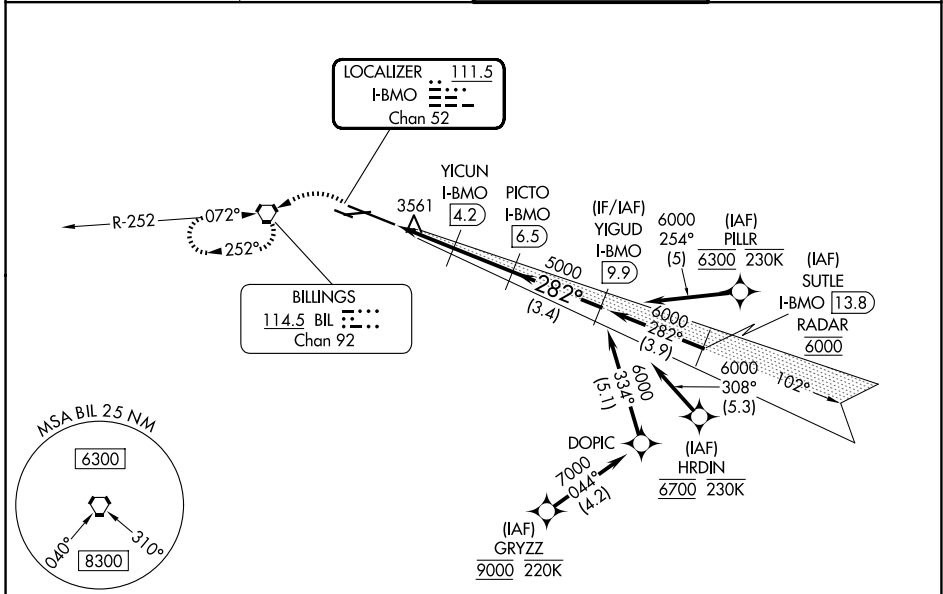 LOCALIZER 111.5
I-BMO
Chan 52
R-252
072°
252°
BILLINGS
114.5 BIL
Chan 92
3561
YICUN
I-BMO
4.2
PICTO
I-BMO
6.5
(IF/IAF)
YIGUD
I-BMO
9.9
6000
254°
(5)
(IAF)
PILLR
6300 230K
(IAF)
SUTLE
I-BMO 13.8
RADAR
6000
5000
282°
(3.4)
6000
282°
(3.9)
6000
308°
(5.3)
102°
6000
334°
(5.1)
DOPIC
(IAF)
HRDIN
6700 230K
7000
044°
(4.2)
(IAF)
GRYZZ
9000 220K
MSA BIL 25 NM
6300
040°
310°
8300